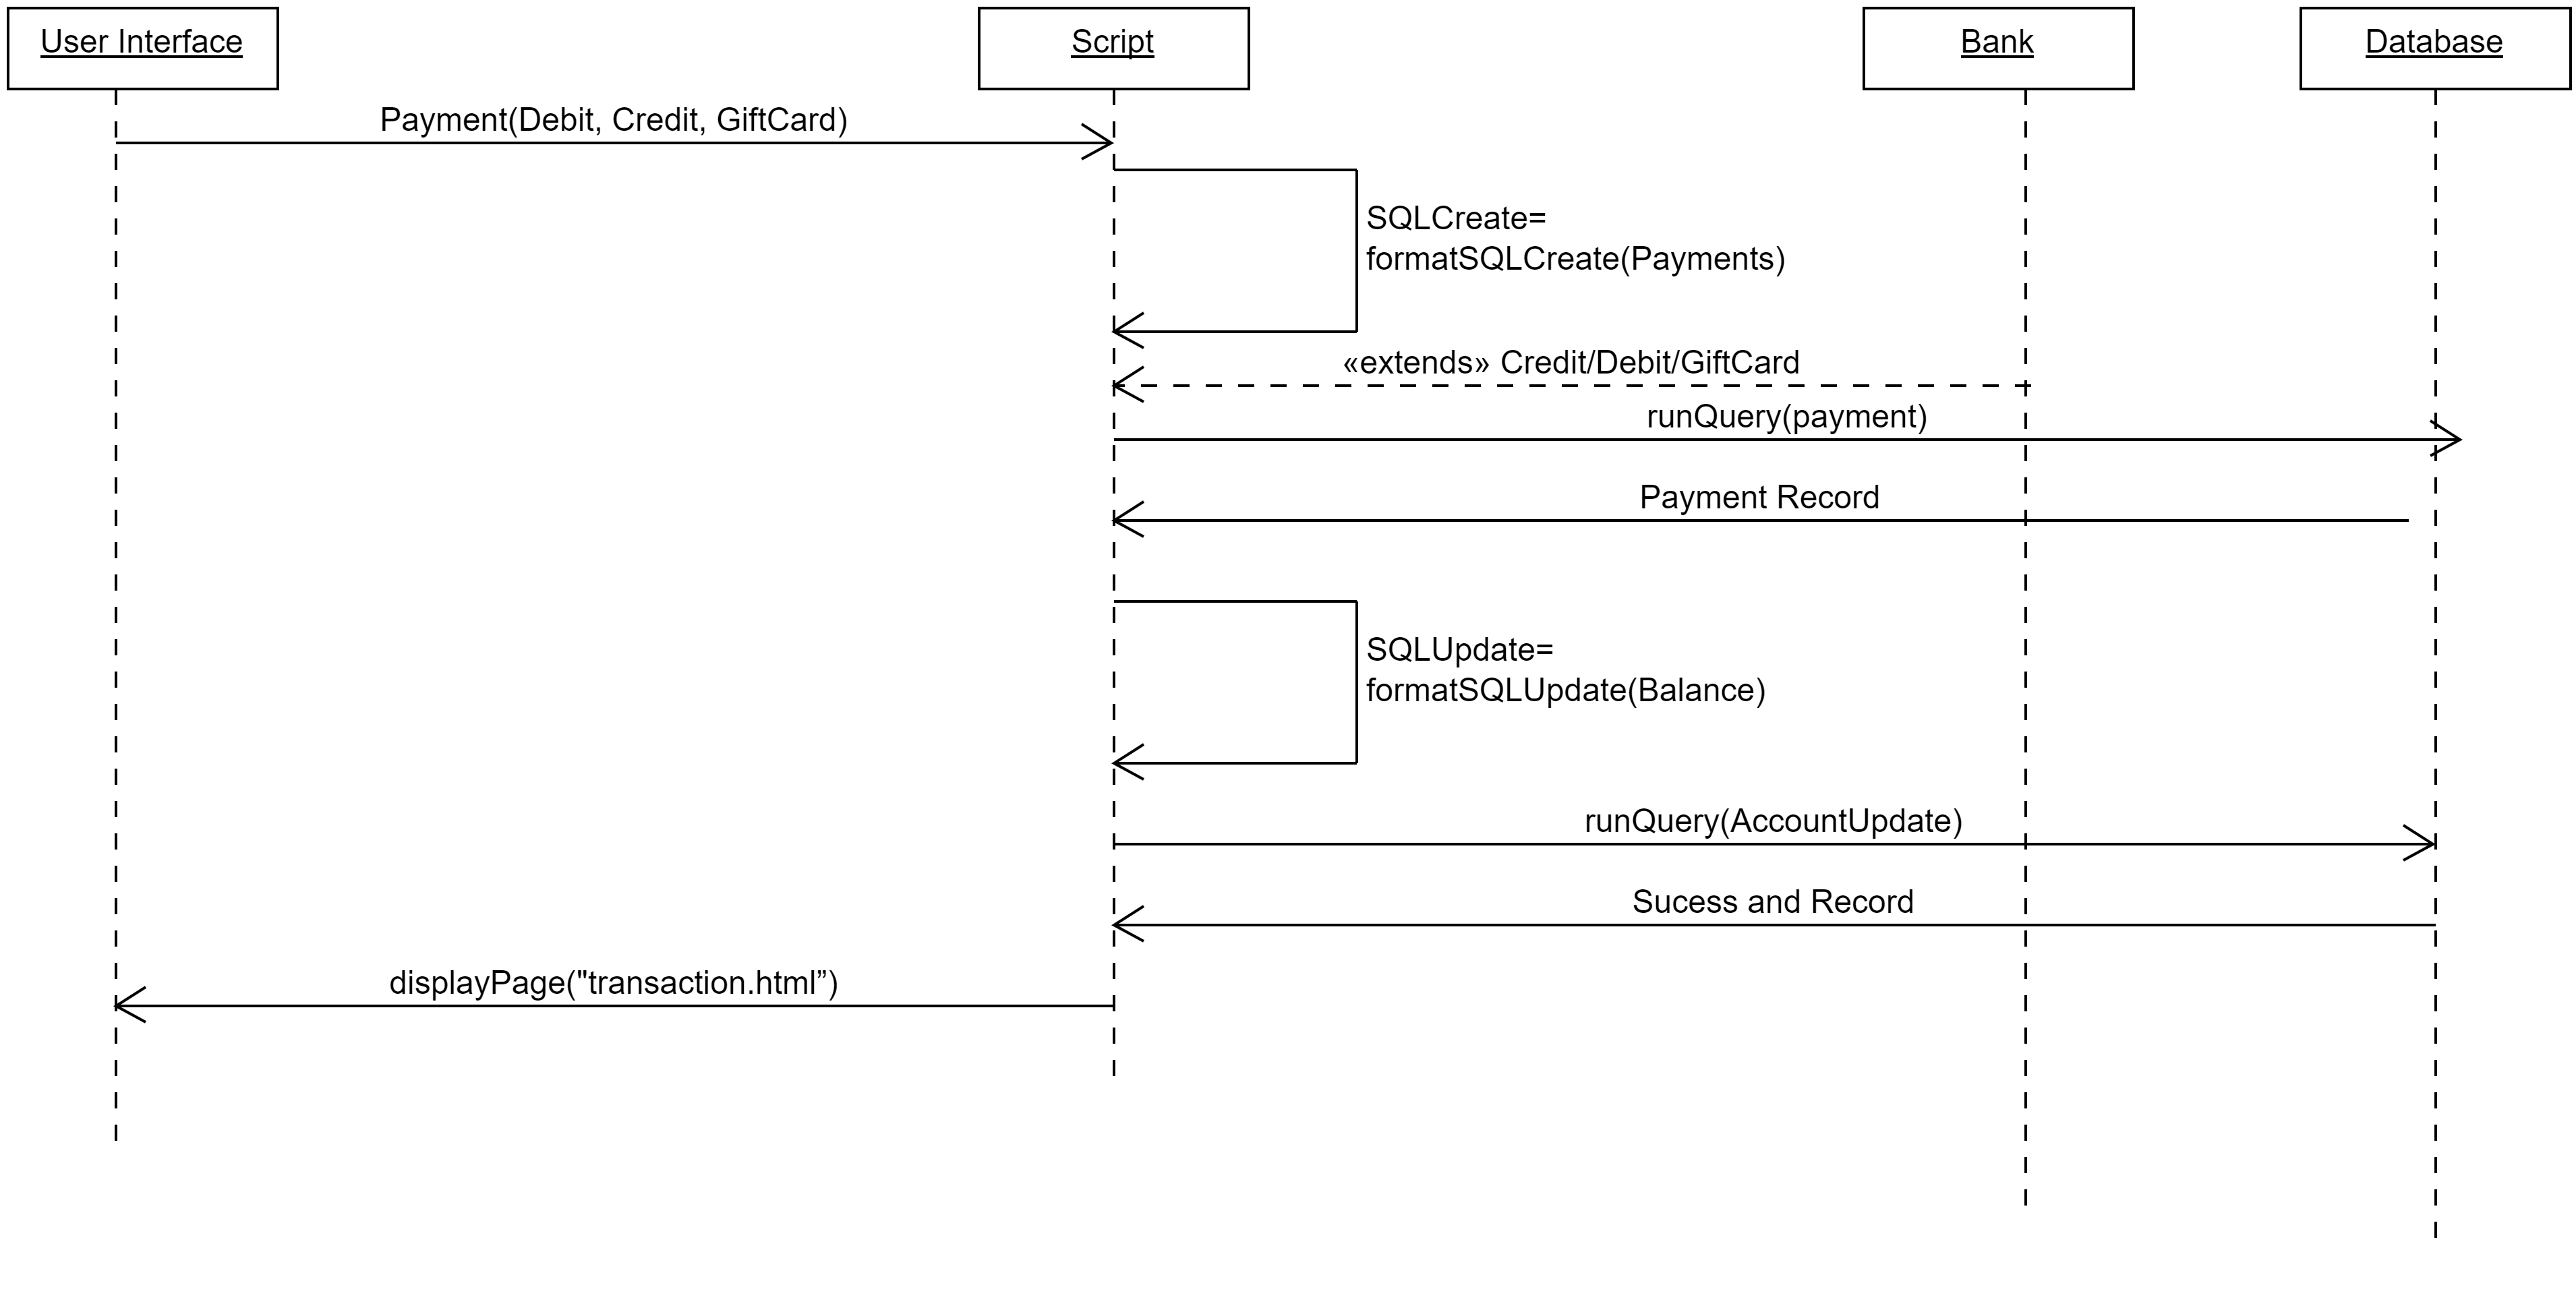 User Interface
Script
Bank
Database
Payment(Debit, Credit, GiftCard)
SQLCreate=
formatSQLCreate(Payments)
«extends» Credit/Debit/GiftCard
runQuery(payment)
Payment Record
SQLUpdate=
formatSQLUpdate(Balance)
runQuery(AccountUpdate)
Sucess and Record
displayPage("transaction.html”)